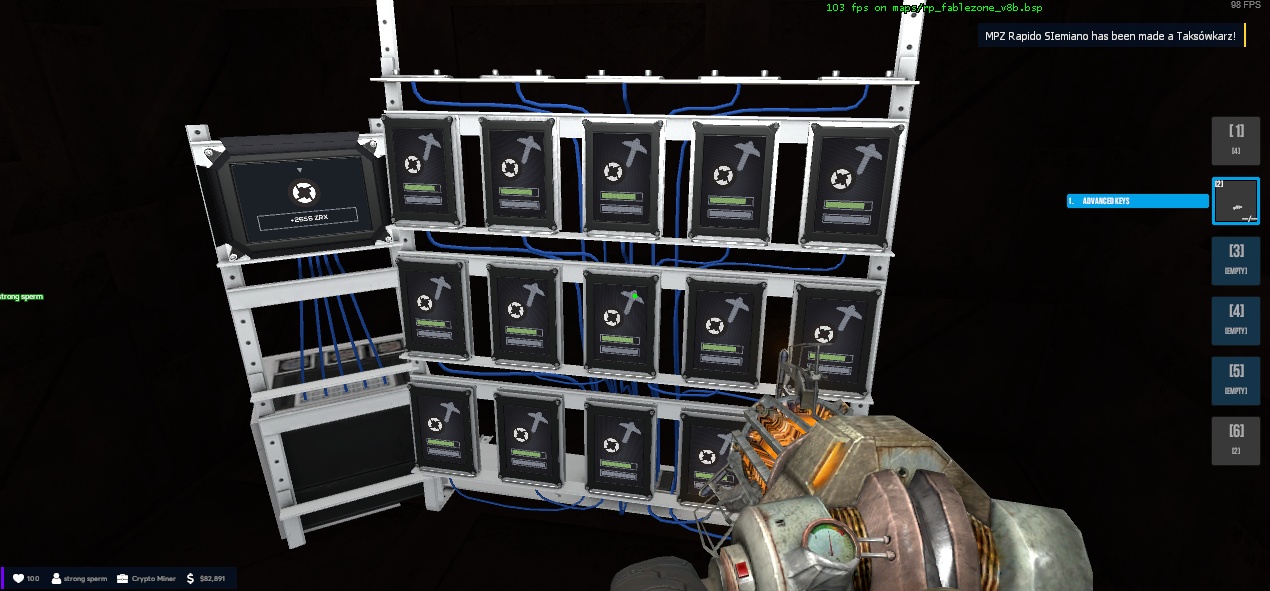 103 fps on maps/rp_fablezone_v8b.bsp
98 FPS
MPZ Rapido SIemiano has been made a Taksówkarz!
[ 1]
[4]
[2]
1. ADVANCED KEYS
[3]
[EMPTY]
[4]
[EMPTY]
[5]
[EMPTY]
[6]
[2]
+2656 ZRX
strong sperm
100
strong sperm
Crypto Miner
$ $82,891